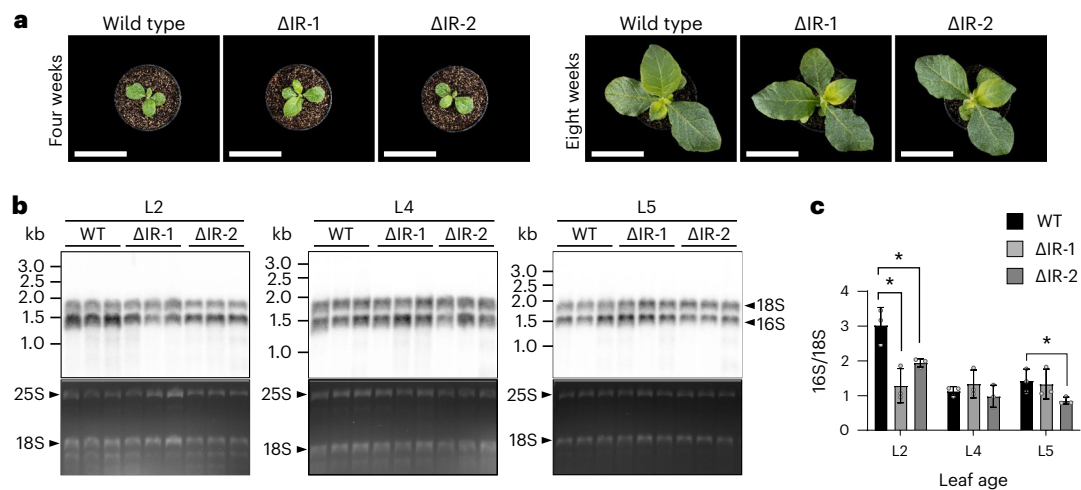 a
Wild type ΔIR-1 ΔIR-2 Wild type ΔIR-1 ΔIR-2
Four weeks
Eight weeks
b
L2 L4 L5
kb WT ΔIR-1 ΔIR-2 kb WT ΔIR-1 ΔIR-2 kb WT ΔIR-1 ΔIR-2
3.0 3.0 3.0
2.5 2.5 2.5
2.0 2.0 2.0 18S
1.5 1.5 1.5 16S
1.0 1.0 1.0
25S 25S 25S
18S 18S 18S
c
WT
ΔIR-1
ΔIR-2
*
*
*
4
3
2
1
0
16S/18S
L2 L4 L5
Leaf age